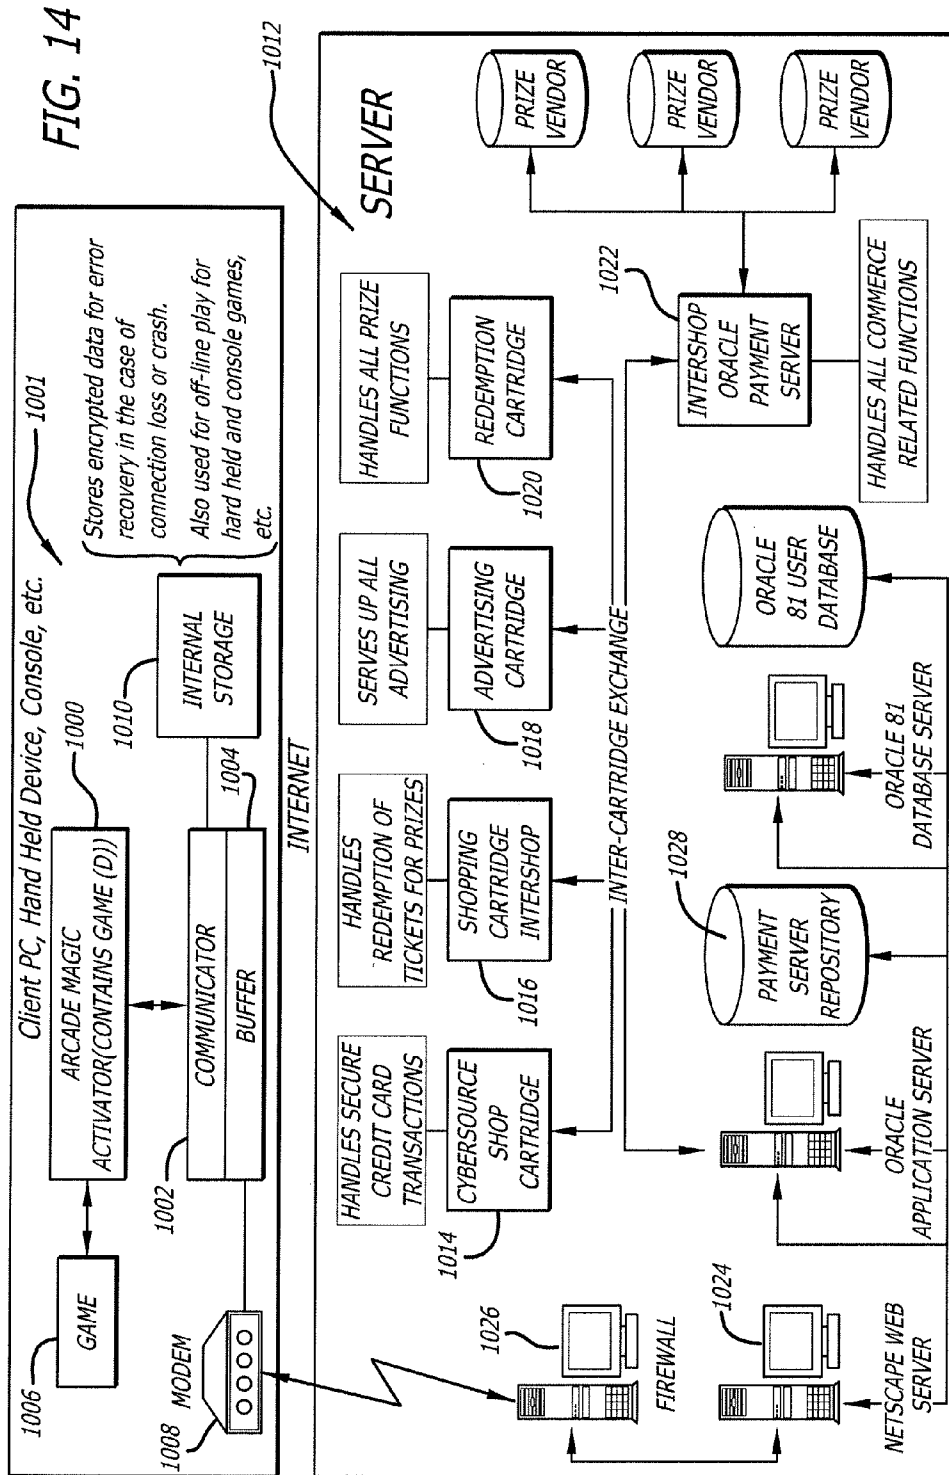 FIG. 14
Client PC, Hand Held Device, Console, etc.
1001
1006
GAME
ARCADE MAGIC
ACTIVATOR(CONTAINS GAME (D))
1000
1010
INTERNAL
STORAGE
Stores encrypted data for error
recovery in the case of
connection loss or crash.
Also used for off-line play for
hard held and console games,
etc.
MODEM
1008
1002
COMMUNICATOR
BUFFER
1004
INTERNET
1012
SERVER
HANDLES SECURE
CREDIT CARD
TRANSACTIONS
HANDLES
REDEMPTION OF
TICKETS FOR PRIZES
SERVES UP ALL
ADVERTISING
HANDLES ALL PRIZE
FUNCTIONS
CYBERSOURCE
SHOP
CARTRIDGE
1014
SHOPPING
CARTRIDGE
INTERSHOP
1016
ADVERTISING
CARTRIDGE
1018
REDEMPTION
CARTRIDGE
1020
PRIZE
VENDOR
PRIZE
VENDOR
PRIZE
VENDOR
INTER-CARTRIDGE EXCHANGE
1022
INTERSHOP
ORACLE
PAYMENT
SERVER
HANDLES ALL COMMERCE
RELATED FUNCTIONS
1026
FIREWALL
1024
NETSCAPE WEB
SERVER
ORACLE
APPLICATION SERVER
1028
PAYMENT
SERVER
REPOSITORY
ORACLE 81
DATABASE SERVER
ORACLE
81 USER
DATABASE